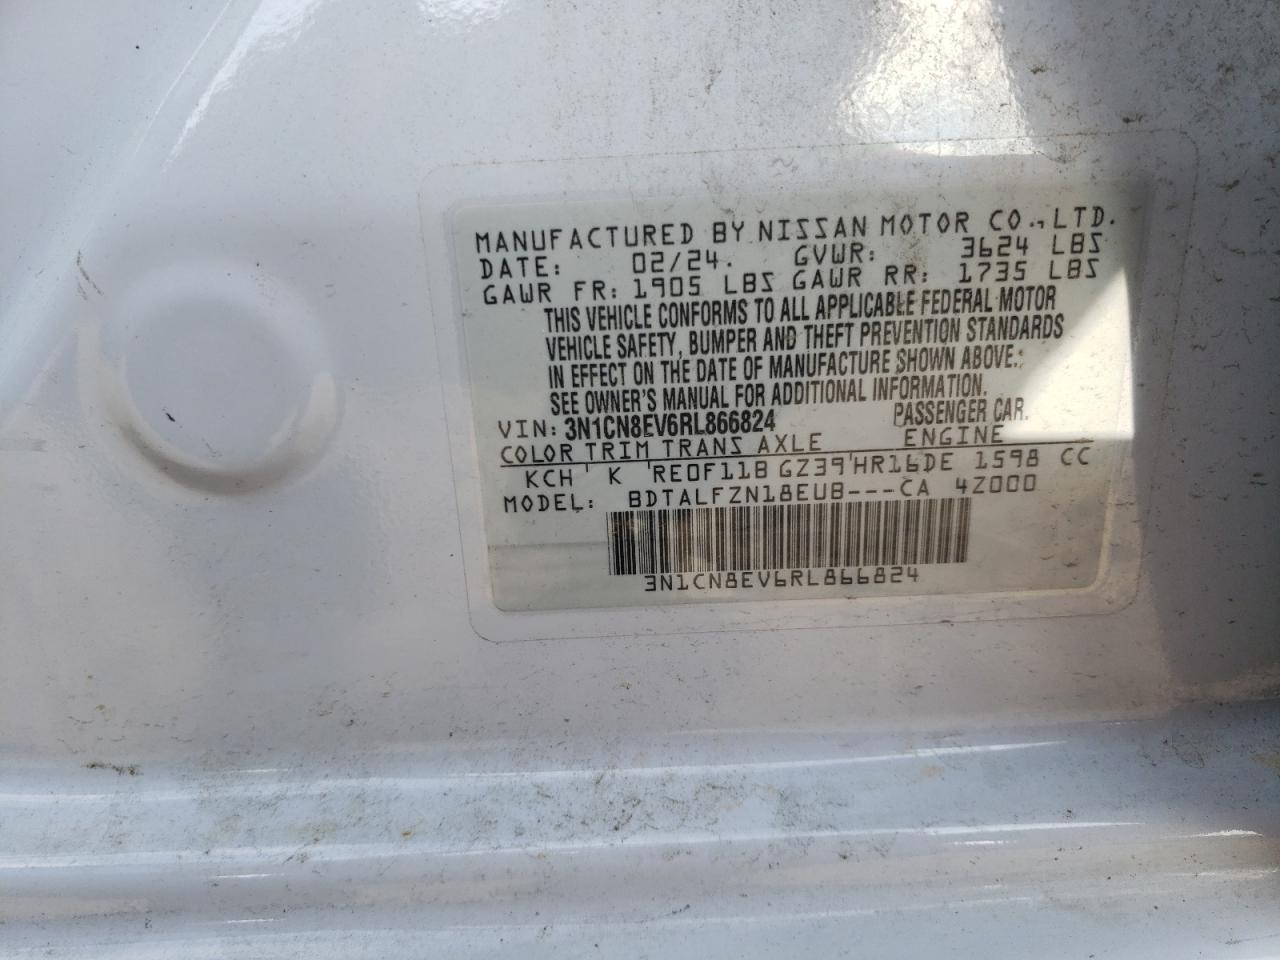 MANUFACTURED BY NISSAN MOTOR CO., LTD.
DATE: 02/24. GVWR: 3624 LBS
GAWR FR: 1905 LBS GAWR RR: 1735 LBS
THIS VEHICLE CONFORMS TO ALL APPLICABLE FEDERAL MOTOR
VEHICLE SAFETY, BUMPER AND THEFT PREVENTION STANDARDS
IN EFFECT ON THE DATE OF MANUFACTURE SHOWN ABOVE.
SEE OWNER'S MANUAL FOR ADDITIONAL INFORMATION.
VIN: 3N1CN8EV6RL866824 PASSENGER CAR.
COLOR TRIM TRANS AXLE ENGINE
KCH K RE0F11B GZ39 HR16DE 1598 CC
MODEL: BDTALFZN18EUB---CA 4Z000
3N1CN8EV6RL866824